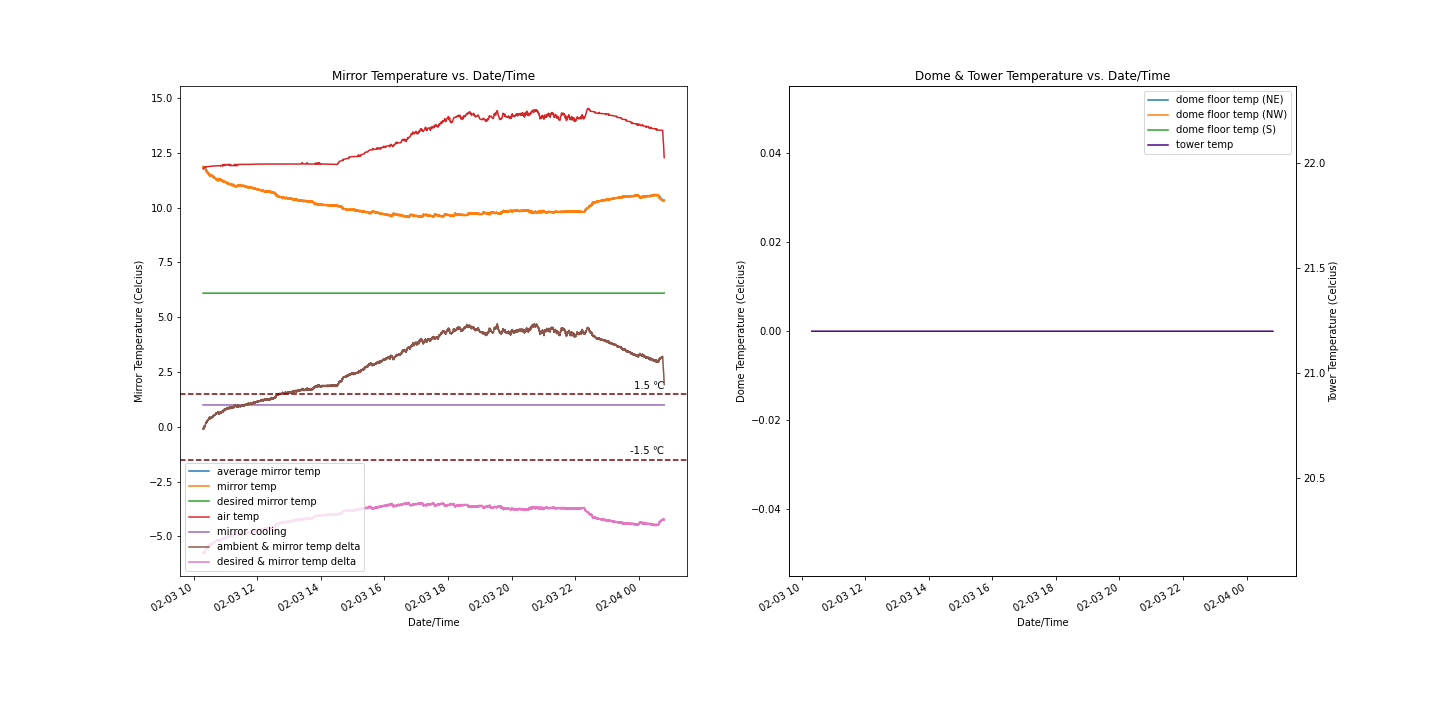 Mirror Temperature vs. Date/Time
15.0
12.5
10.0
7.5
5.0
2.5
0.0
−2.5
−5.0
Mirror Temperature (Celcius)
1.5 °C
-1.5 °C
average mirror temp
mirror temp
desired mirror temp
air temp
mirror cooling
ambient & mirror temp delta
desired & mirror temp delta
02-03 10
02-03 12
02-03 14
02-03 16
02-03 18
02-03 20
02-03 22
02-04 00
Date/Time
Dome & Tower Temperature vs. Date/Time
0.04
0.02
0.00
−0.02
−0.04
Dome Temperature (Celcius)
dome floor temp (NE)
dome floor temp (NW)
dome floor temp (S)
tower temp
22.0
21.5
21.0
20.5
Tower Temperature (Celcius)
02-03 10
02-03 12
02-03 14
02-03 16
02-03 18
02-03 20
02-03 22
02-04 00
Date/Time